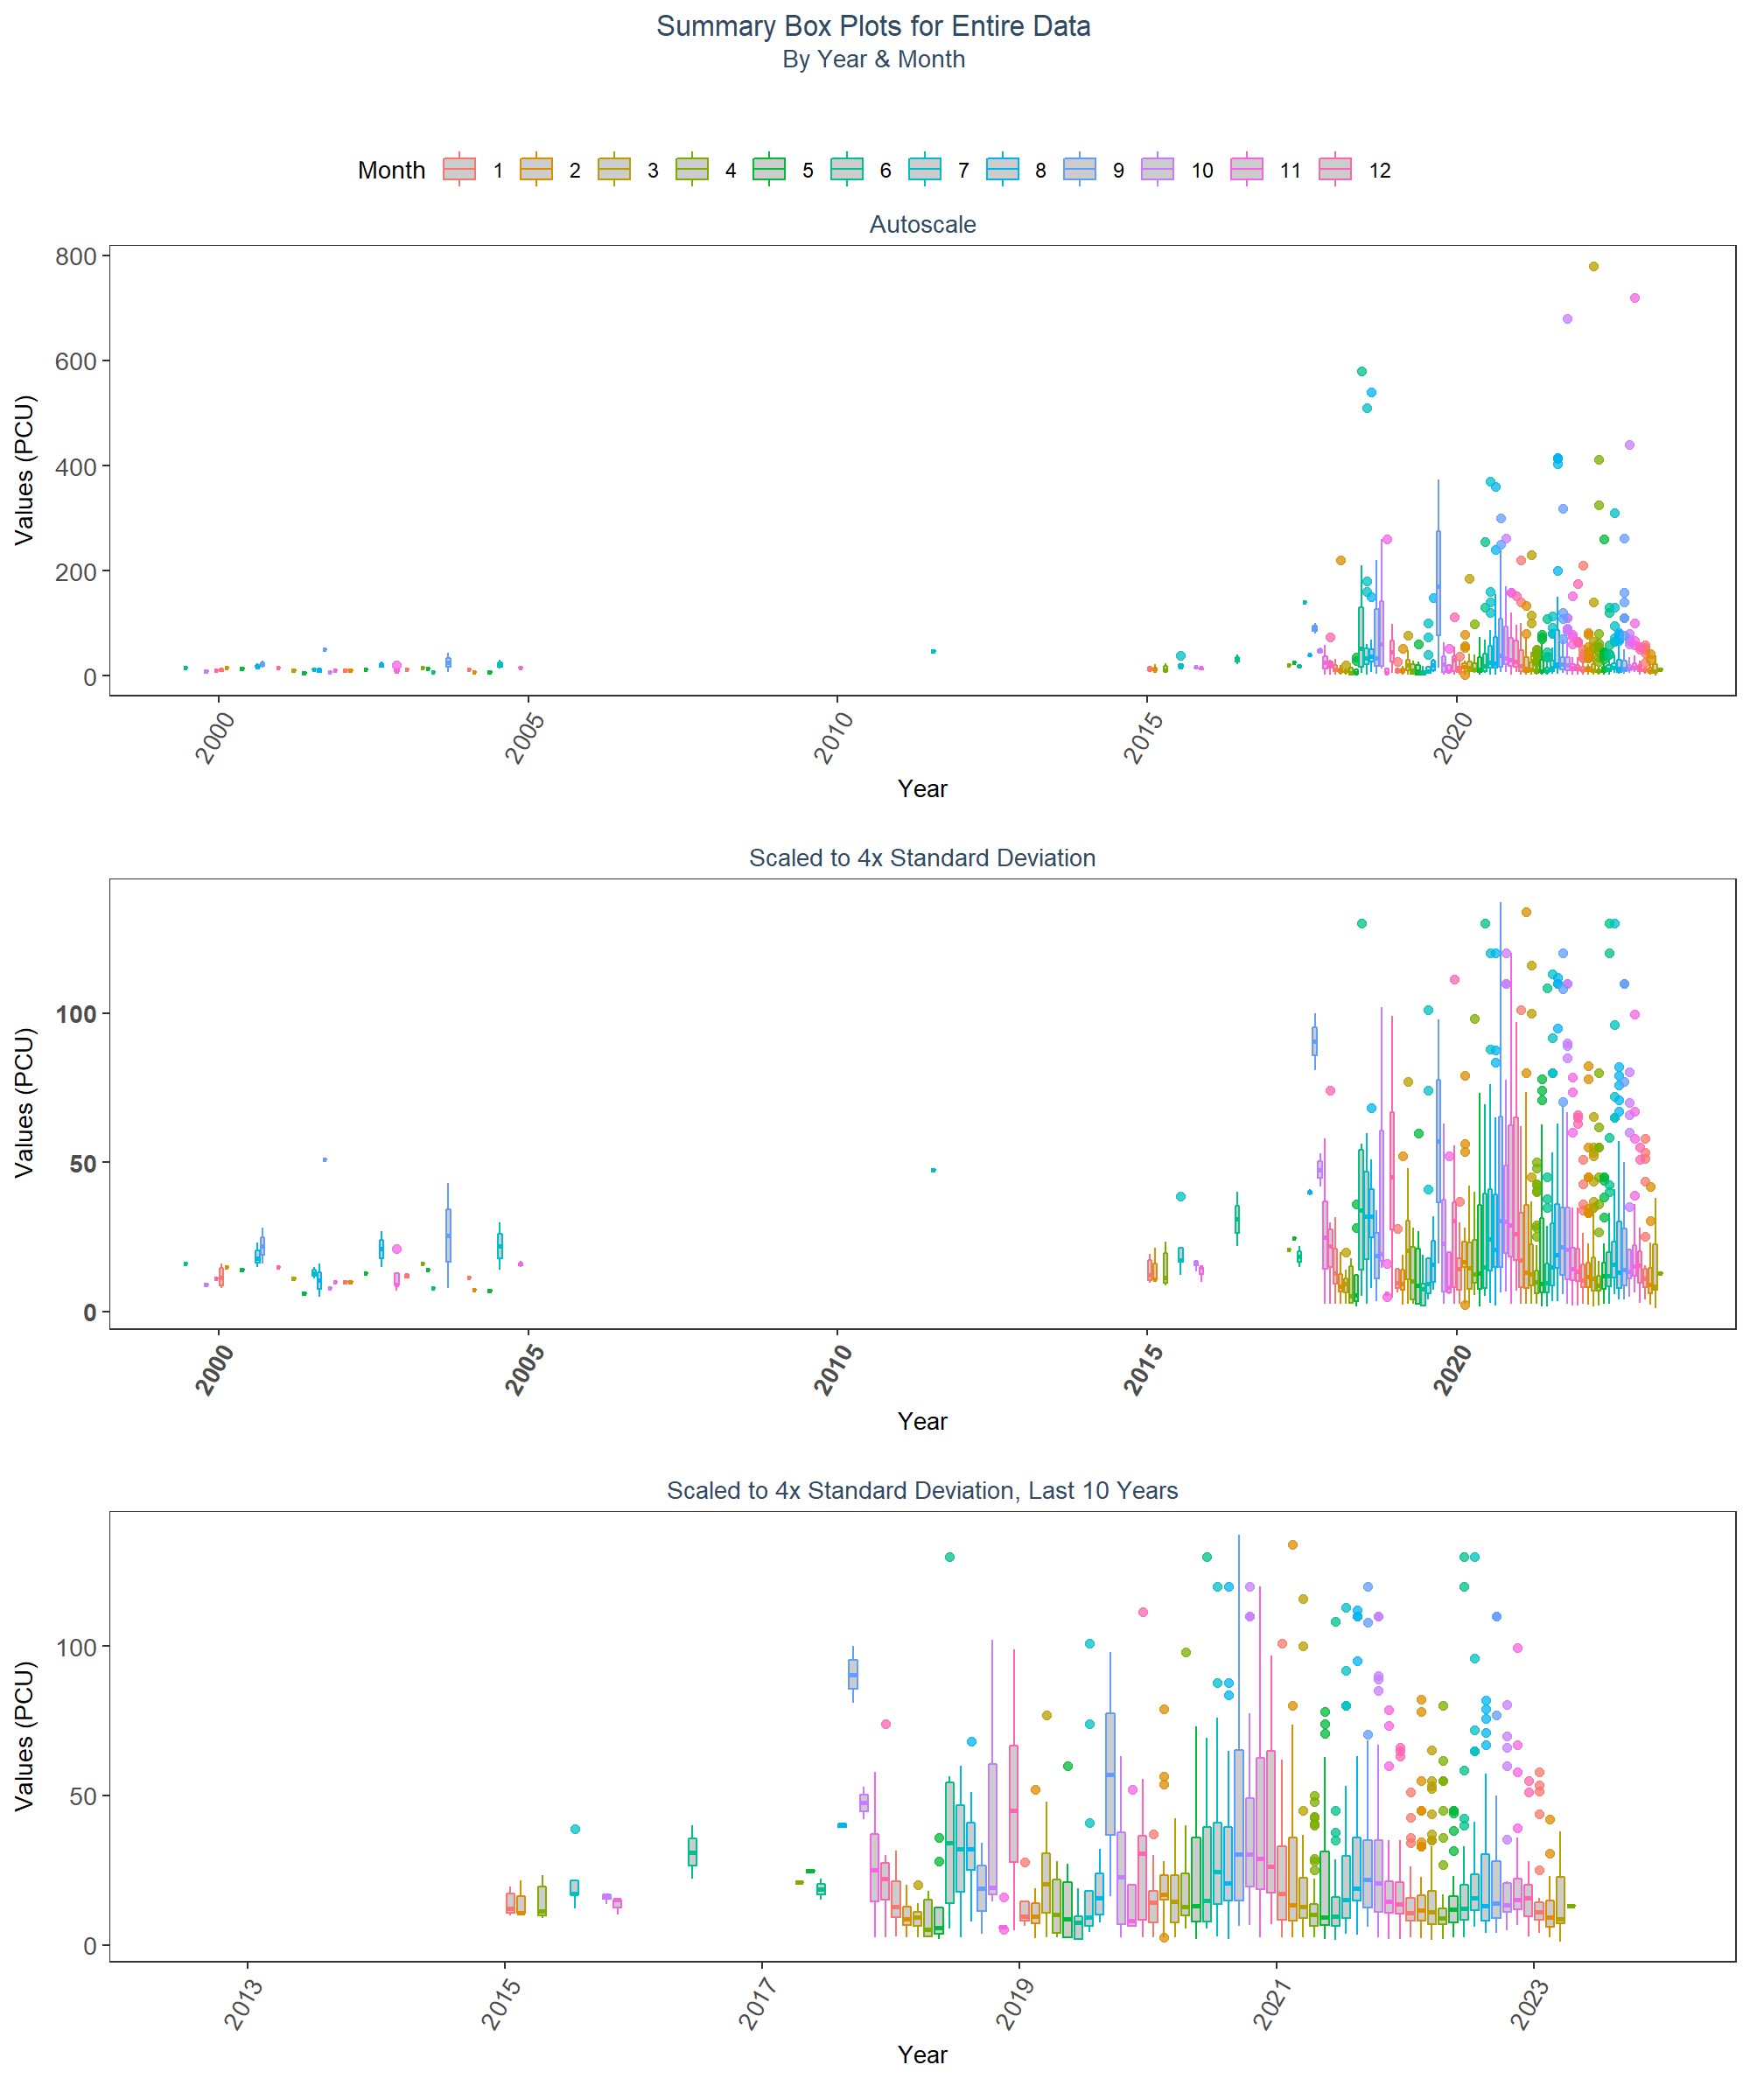 Summary Box Plots for Entire Data
By Year & Month
Month 1 2 3 4 5 6 7 8 9 10 11 12
Autoscale
Values (PCU)
800
600
400
200
0
2000 2005 2010 2015 2020
Year
Scaled to 4x Standard Deviation
Values (PCU)
100
50
0
2000 2005 2010 2015 2020
Year
Scaled to 4x Standard Deviation, Last 10 Years
Values (PCU)
100
50
0
2013 2015 2017 2019 2021 2023
Year